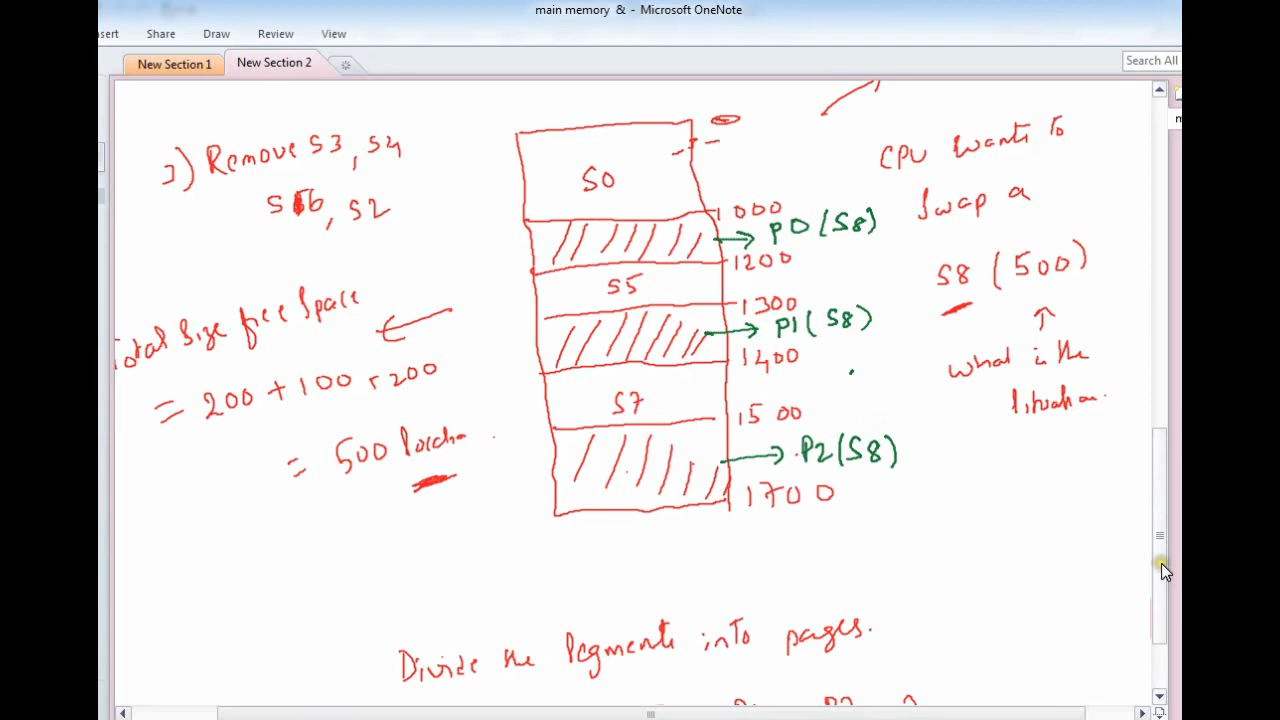 main memory & - Microsoft OneNote
sert Share Draw Review View
New Section 1 New Section 2
Search All
2) Remove S3, S4
S6, S2
Total Size free Space
= 200 + 100 + 200
= 500
S0
1000
P0 (S8)
1200
S5
1300
P1 (S8)
1400
S7
1500
P2 (S8)
1700
CPU wants to
Swap a
S8 (500)
what is the
Divide the Segments into pages.